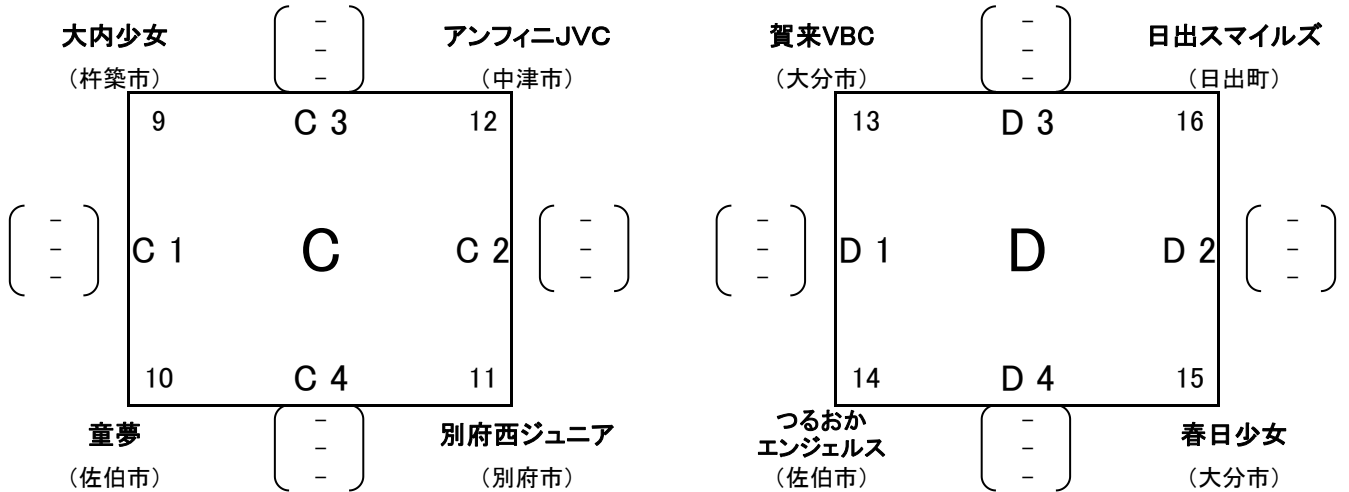 大内少女
(杵築市)
-
-
-
アンフィニJVC
(中津市)
9
C 3
12
-
-
-
C 1
C
C 2
-
-
-
10
C 4
11
童夢
(佐伯市)
-
-
-
別府西ジュニア
(別府市)
賀来VBC
(大分市)
-
-
-
日出スマイルズ
(日出町)
13
D 3
16
-
-
-
D 1
D
D 2
-
-
-
14
D 4
15
つるおか
エンジェルス
(佐伯市)
-
-
-
春日少女
(大分市)